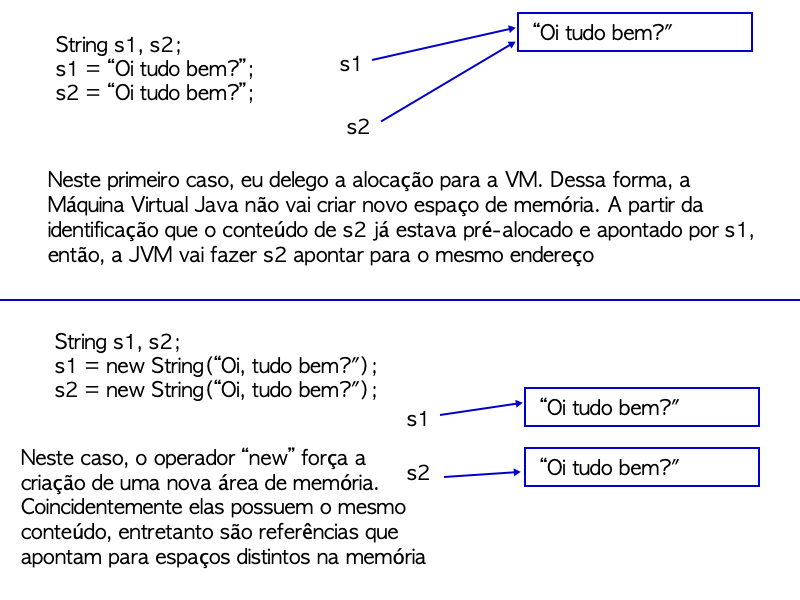 String s1, s2;
s1 = “Oi tudo bem?”;
s2 = “Oi tudo bem?”;
s1
s2
“Oi tudo bem?”
Neste primeiro caso, eu delego a alocação para a VM. Dessa forma, a
Máquina Virtual Java não vai criar novo espaço de memória. A partir da
identificação que o conteúdo de s2 já estava pré-alocado e apontado por s1,
então, a JVM vai fazer s2 apontar para o mesmo endereço
String s1, s2;
s1 = new String(“Oi, tudo bem?”);
s2 = new String(“Oi, tudo bem?”);
s1
“Oi tudo bem?”
s2
“Oi tudo bem?”
Neste caso, o operador “new” força a
criação de uma nova área de memória.
Coincidentemente elas possuem o mesmo
conteúdo, entretanto são referências que
apontam para espaços distintos na memória